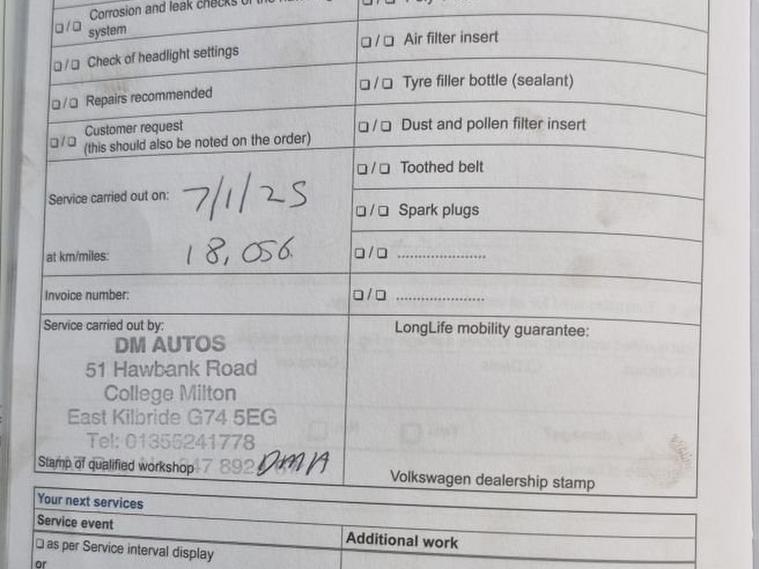 Corrosion and leak checks of the
system
❑/❑ Check of headlight settings
❑/❑ Repairs recommended
❑/❑ Customer request
(this should also be noted on the order)
Service carried out on: 7/1/25
at km/miles: 18,056
Invoice number:
Service carried out by:
DM AUTOS
51 Hawbank Road
College Milton
East Kilbride G74 5EG
Tel: 01355241778
Stamp of qualified workshop 47 892 DMA
❑/❑ Air filter insert
❑/❑ Tyre filler bottle (sealant)
❑/❑ Dust and pollen filter insert
❑/❑ Toothed belt
❑/❑ Spark plugs
❑/❑ ......................
❑/❑ ......................
LongLife mobility guarantee:
Volkswagen dealership stamp
Your next services
Service event
❑ as per Service interval display
or
Additional work